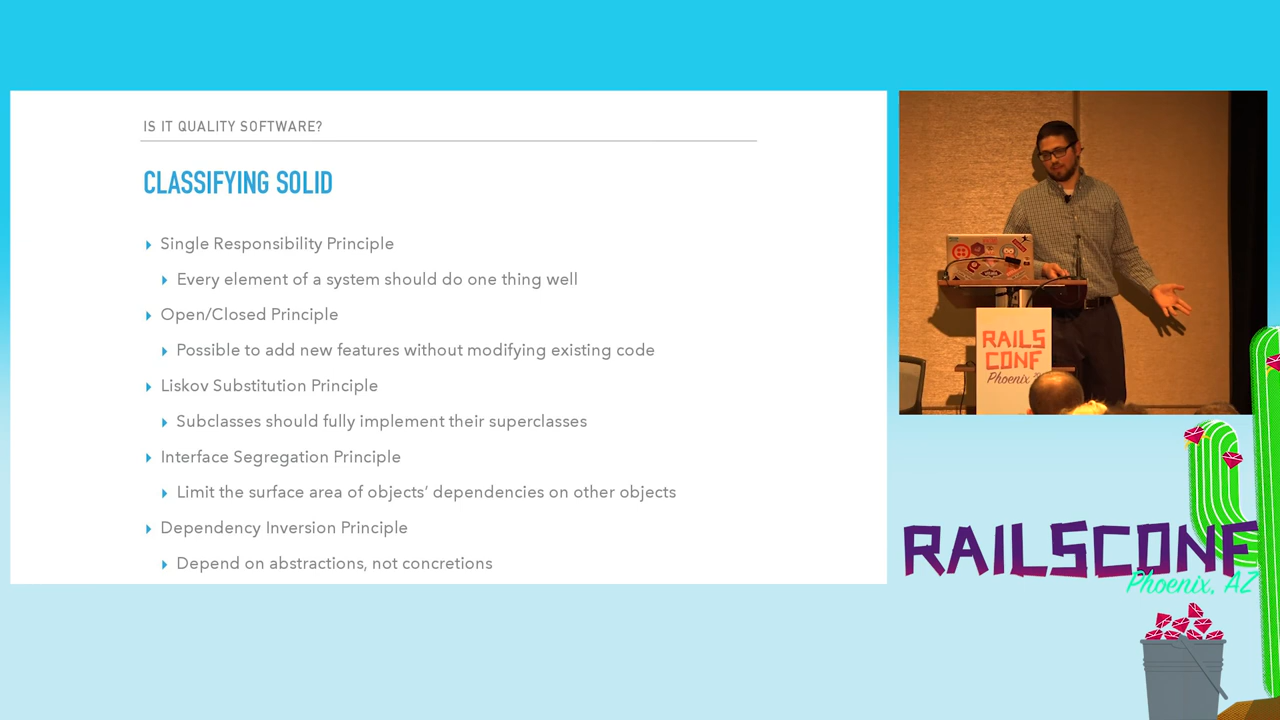 IS IT QUALITY SOFTWARE?
CLASSIFYING SOLID
Single Responsibility Principle
Every element of a system should do one thing well
Open/Closed Principle
Possible to add new features without modifying existing code
Liskov Substitution Principle
Subclasses should fully implement their superclasses
Interface Segregation Principle
Limit the surface area of objects’ dependencies on other objects
Dependency Inversion Principle
Depend on abstractions, not concretions
RAILS
CONF
Phoenix
RAILSCONF
Phoenix, AZ